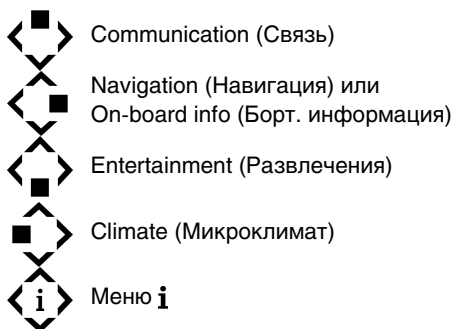 Communication (Связь)
Navigation (Навигация) или
On-board info (Борт. информация)
Entertainment (Развлечения)
Climate (Микроклимат)
i Меню i